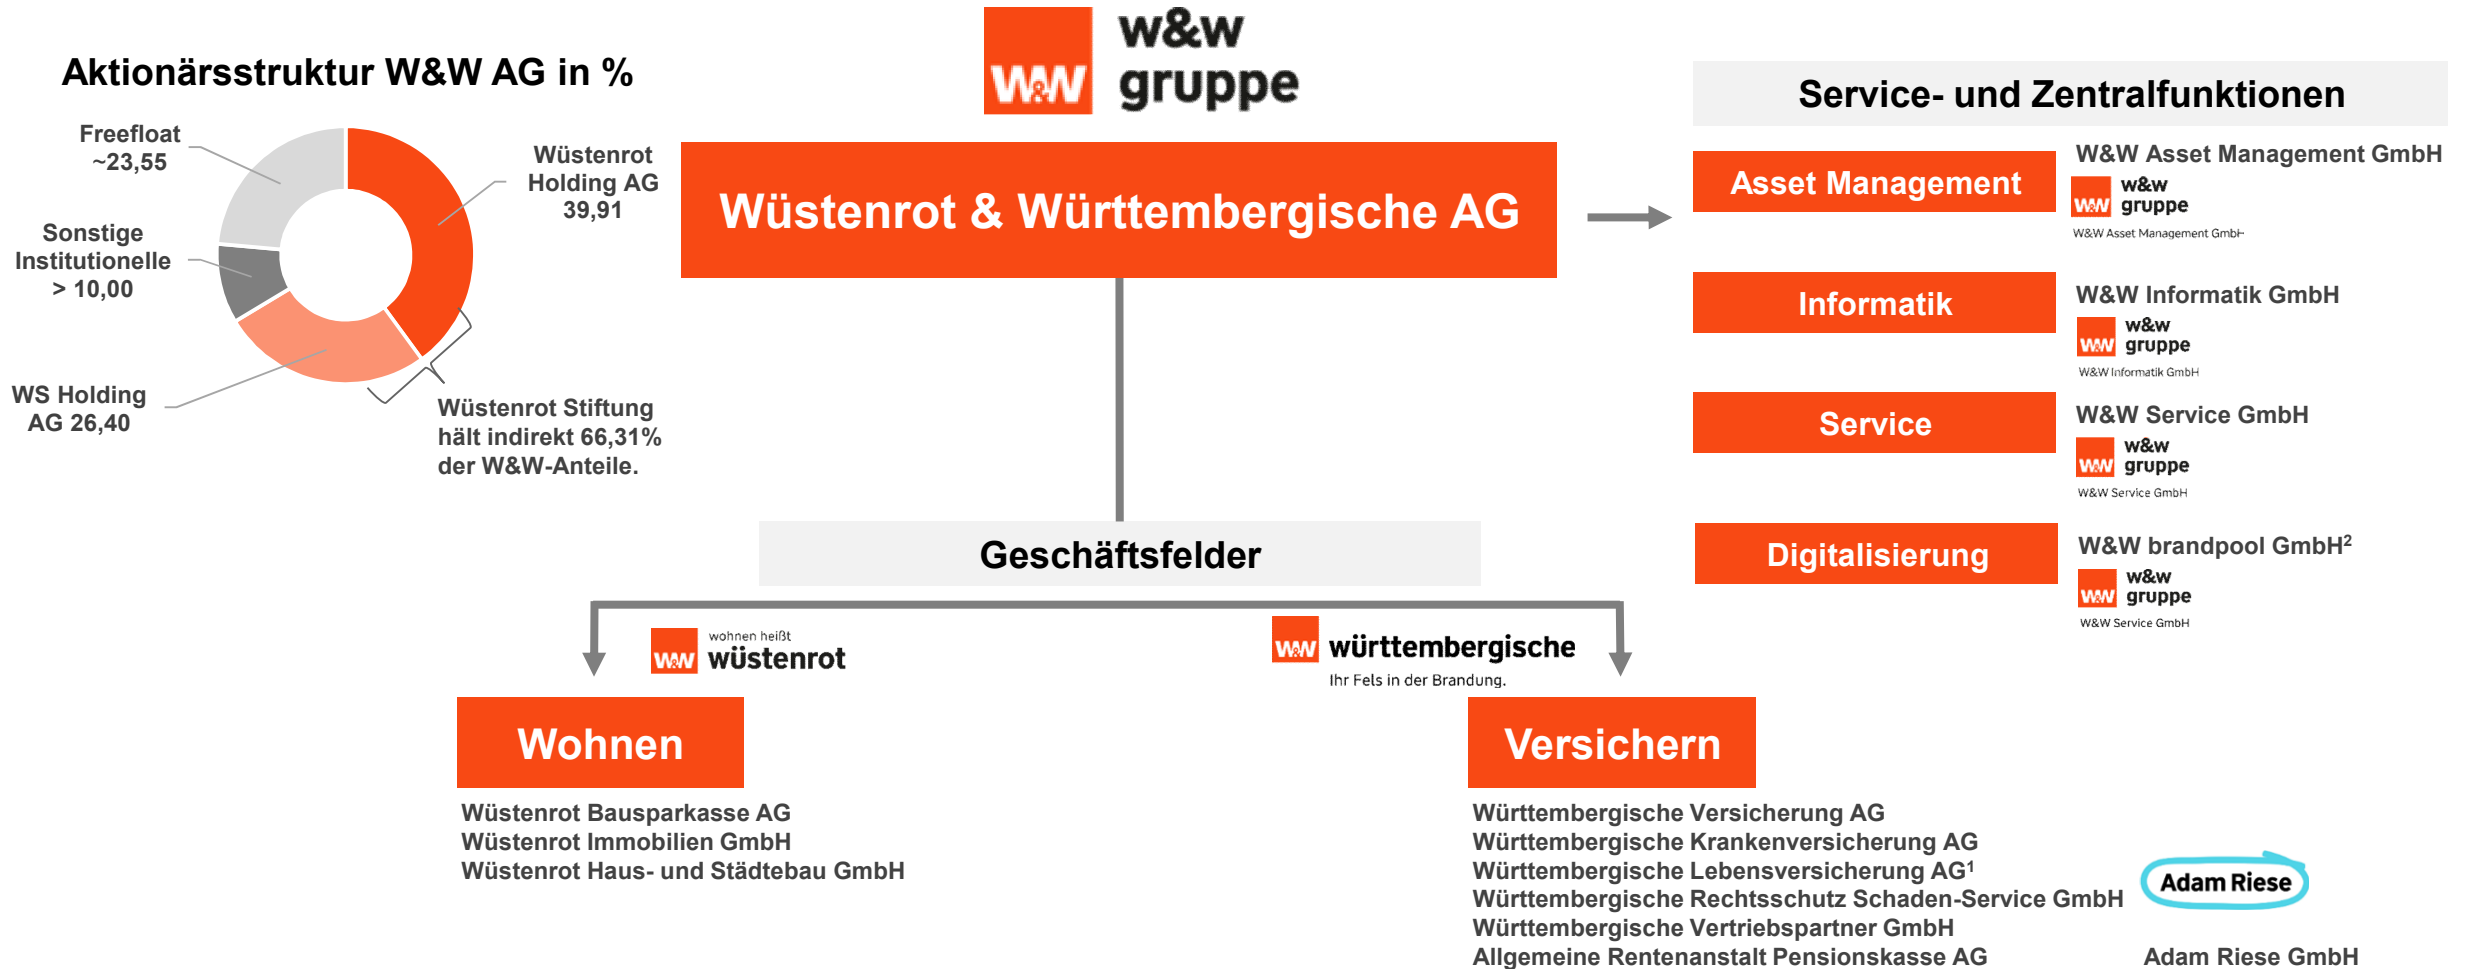 w&w
gruppe
W&W
Aktionärsstruktur W&W AG in %
Freefloat
~23,55
Wüstenrot
Holding AG
39,91
Sonstige
Institutionelle
> 10,00
WS Holding
AG 26,40
Wüstenrot Stiftung
hält indirekt 66,31%
der W&W-Anteile.
Wüstenrot & Württembergische AG
Service- und Zentralfunktionen
Asset Management
W&W Asset Management GmbH
W&W
w&w
gruppe
W&W Asset Management GmbH
Informatik
W&W Informatik GmbH
W&W
w&w
gruppe
W&W Informatik GmbH
Service
W&W Service GmbH
W&W
w&w
gruppe
W&W Service GmbH
Digitalisierung
W&W brandpool GmbH²
W&W
w&w
gruppe
W&W Service GmbH
Geschäftsfelder
W&W
wohnen heißt
wüstenrot
W&W
württembergische
Ihr Fels in der Brandung.
Wohnen
Wüstenrot Bausparkasse AG
Wüstenrot Immobilien GmbH
Wüstenrot Haus- und Städtebau GmbH
Versichern
Württembergische Versicherung AG
Württembergische Krankenversicherung AG
Württembergische Lebensversicherung AG¹
Württembergische Rechtsschutz Schaden-Service GmbH
Württembergische Vertriebspartner GmbH
Allgemeine Rentenanstalt Pensionskasse AG
Adam Riese
Adam Riese GmbH